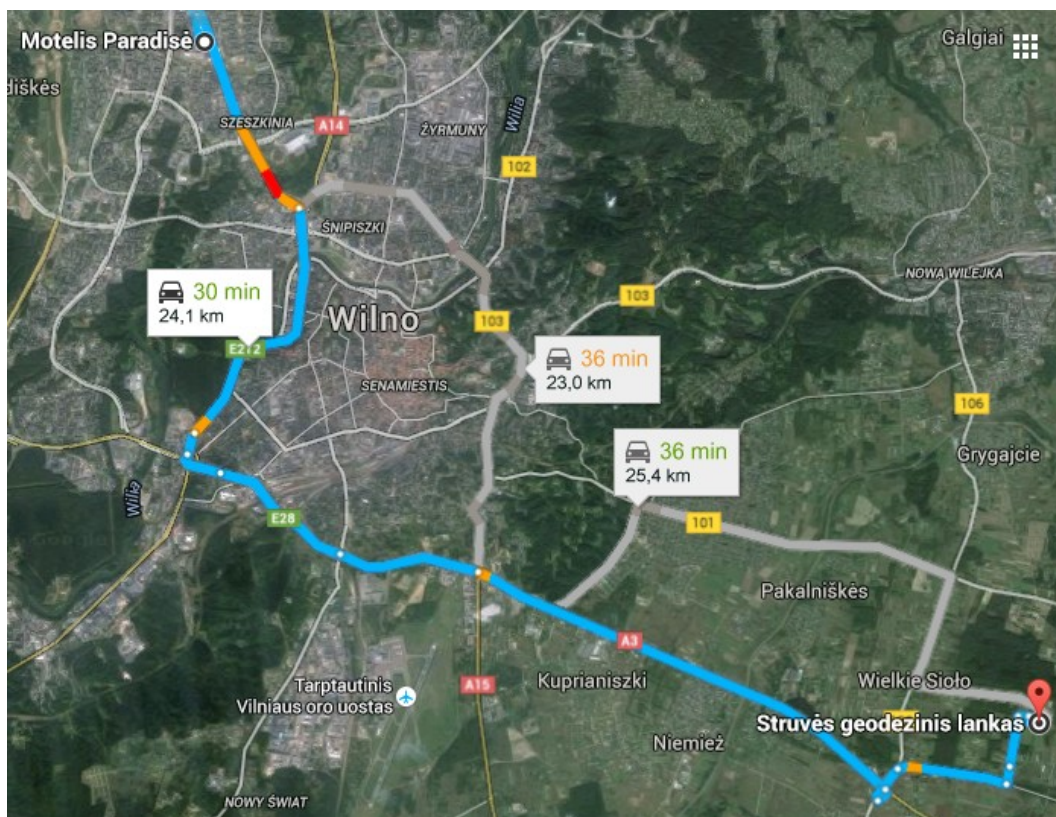 Motelis Paradisė
Galgiai
diškės
SZESZKINIA
A14
ŻYRMUNY
Wilia
102
ŚNIPISZKI
30 min
24,1 km
E272
Wilno
103
103
NOWA WILEJKA
36 min
23,0 km
SENAMIESTIS
106
36 min
25,4 km
Grygajcie
Wilia
E28
101
Pakalniškės
A3
Tarptautinis
Vilniaus oro uostas
A15
Kuprianiszki
Wielkie Sioło
Struvės geodezinis lankas
Niemież
NOWY ŚWIAT